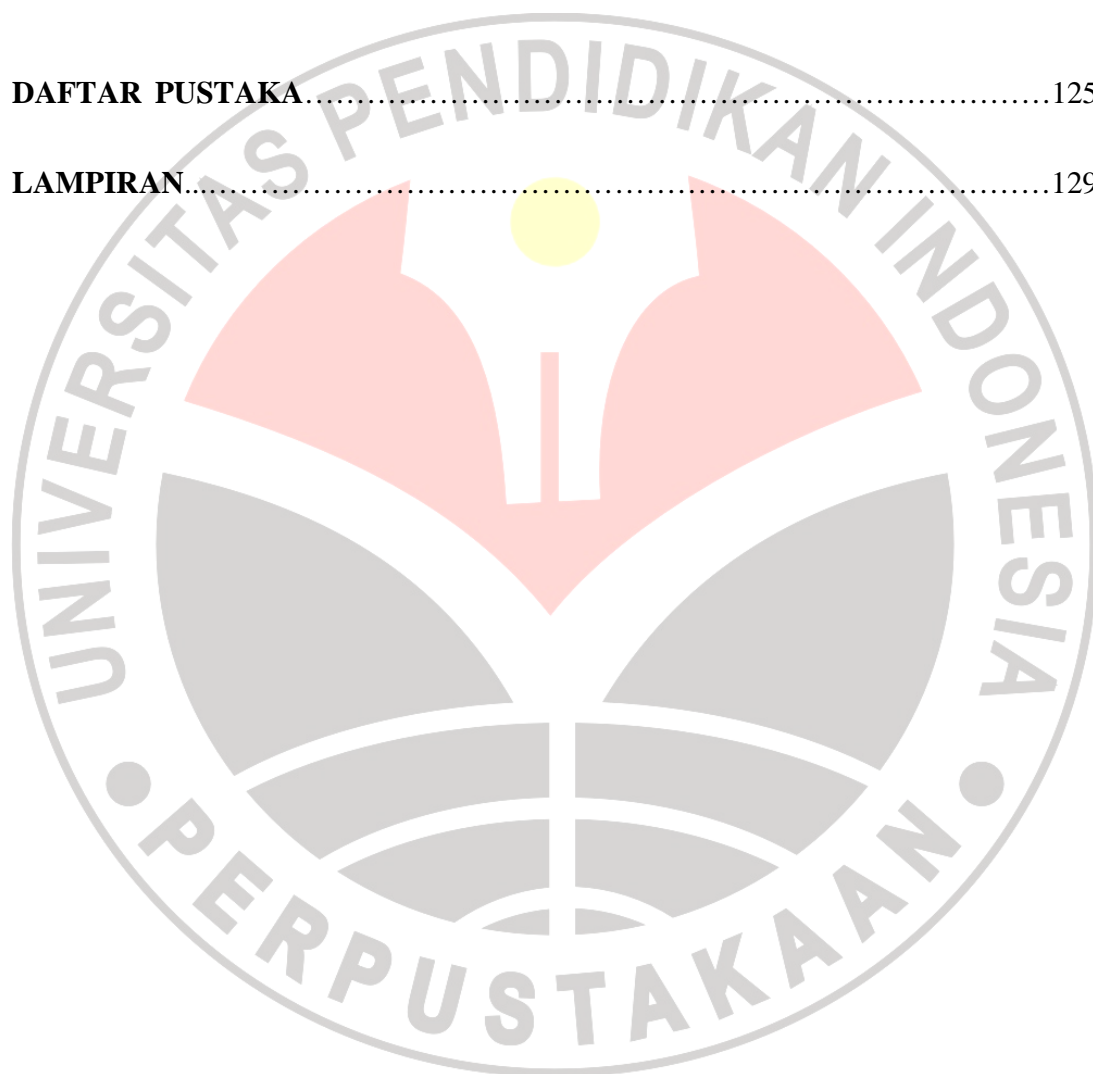 DAFTAR PUSTAKA……………………………………………………………………125
LAMPIRAN..……………………………………………………………………………129
UNIVERSITAS PENDIDIKAN INDONESIA
• PERPUSTAKAAN •